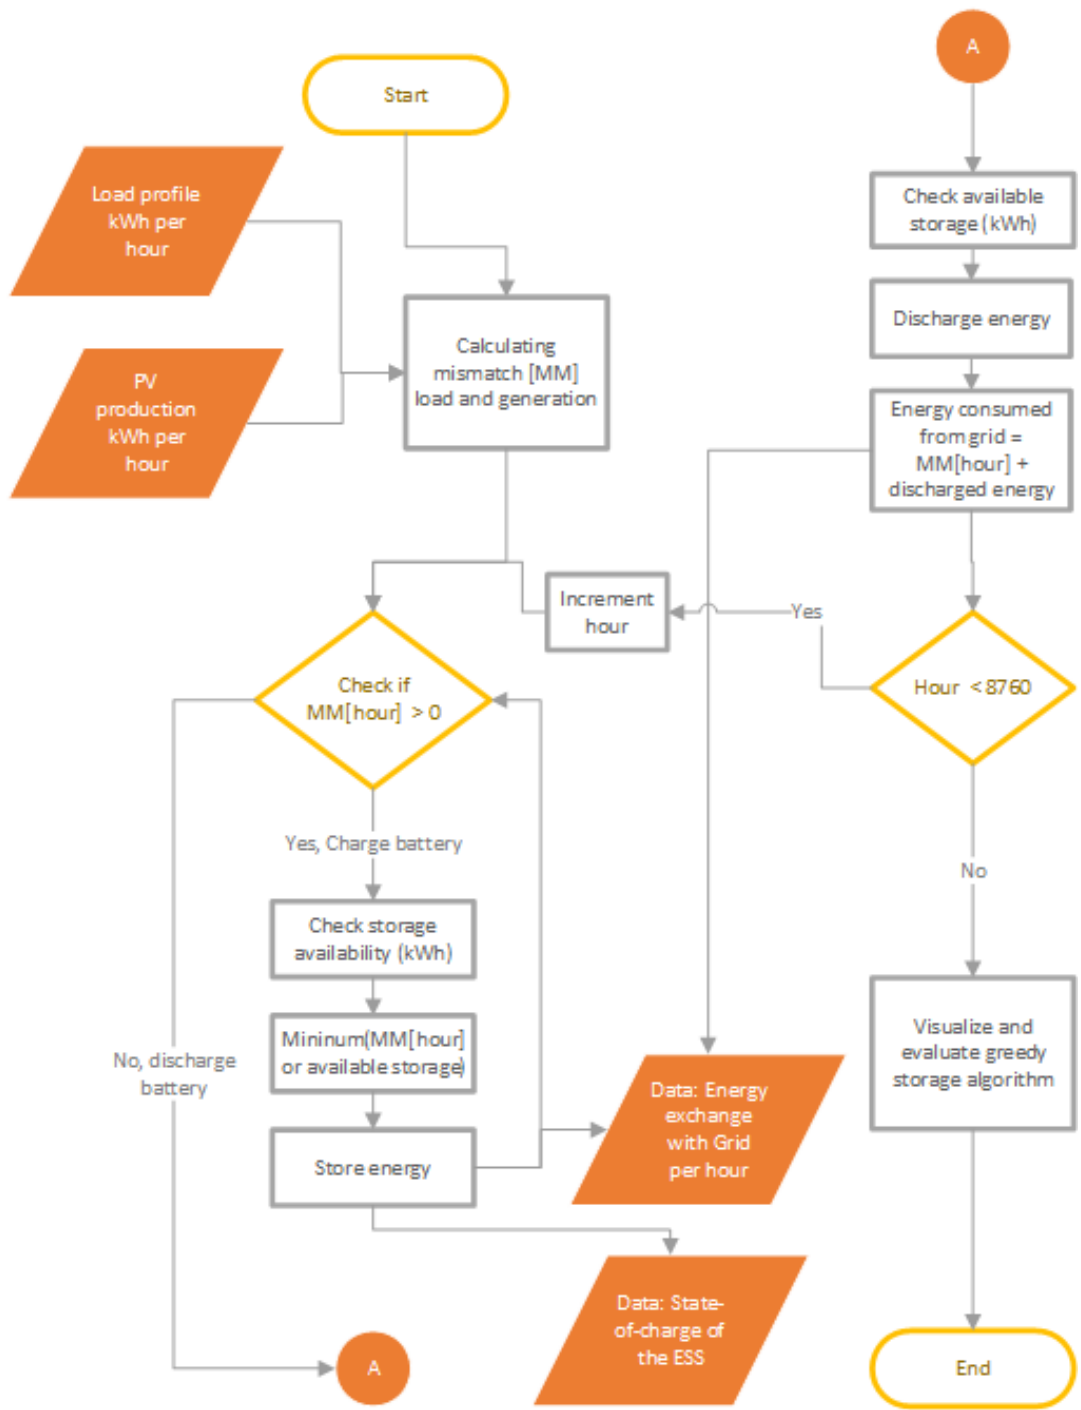 Start
Load profile
kWh per
hour
PV
production
kWh per
hour
Calculating
mismatch [MM]
load and generation
Increment
hour
Check if
MM[hour] > 0
Yes, Charge battery
Check storage
availability (kWh)
Mininum(MM[hour]
or available storage)
Store energy
No, discharge
battery
A
Data: Energy
exchange
with Grid
per hour
Data: State-
of-charge of
the ESS
A
Check available
storage (kWh)
Discharge energy
Energy consumed
from grid =
MM[hour] +
discharged energy
Yes
Hour < 8760
No
Visualize and
evaluate greedy
storage algorithm
End